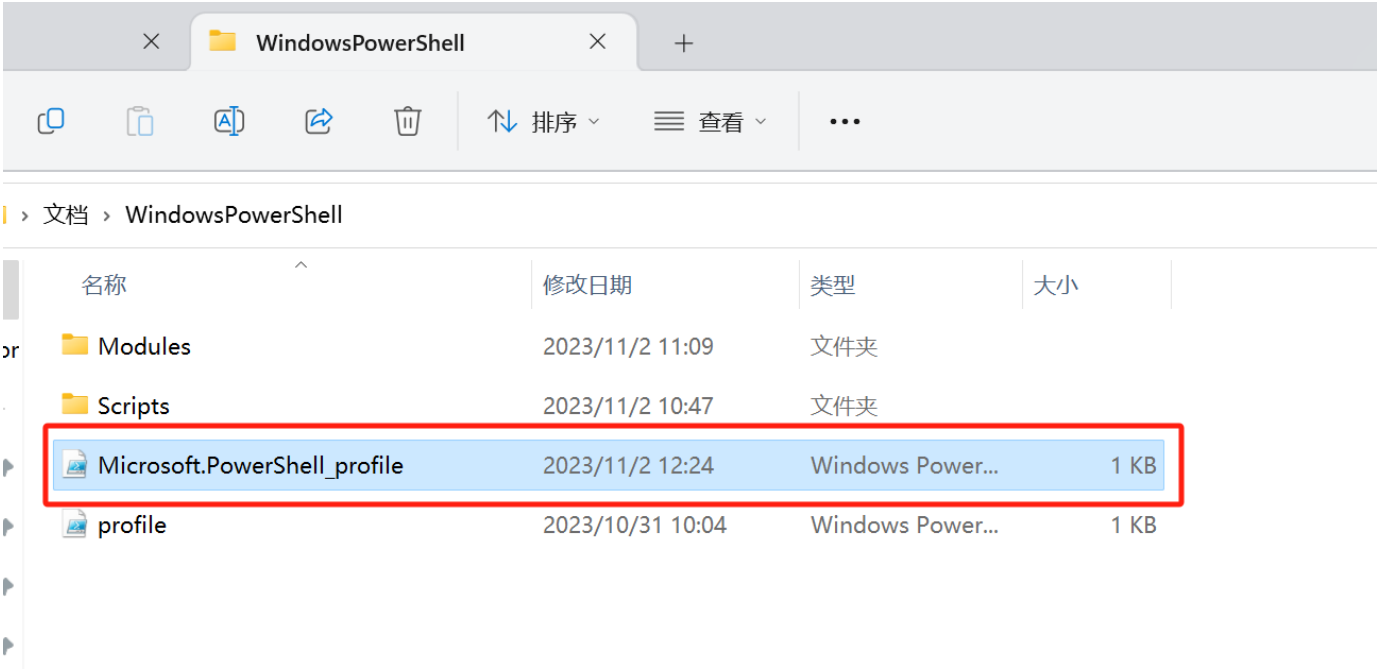 WindowsPowerShell
排序 查看
文档 WindowsPowerShell
名称 修改日期 类型 大小
Modules 2023/11/2 11:09 文件夹
Scripts 2023/11/2 10:47 文件夹
Microsoft.PowerShell_profile 2023/11/2 12:24 Windows Power... 1 KB
profile 2023/10/31 10:04 Windows Power... 1 KB